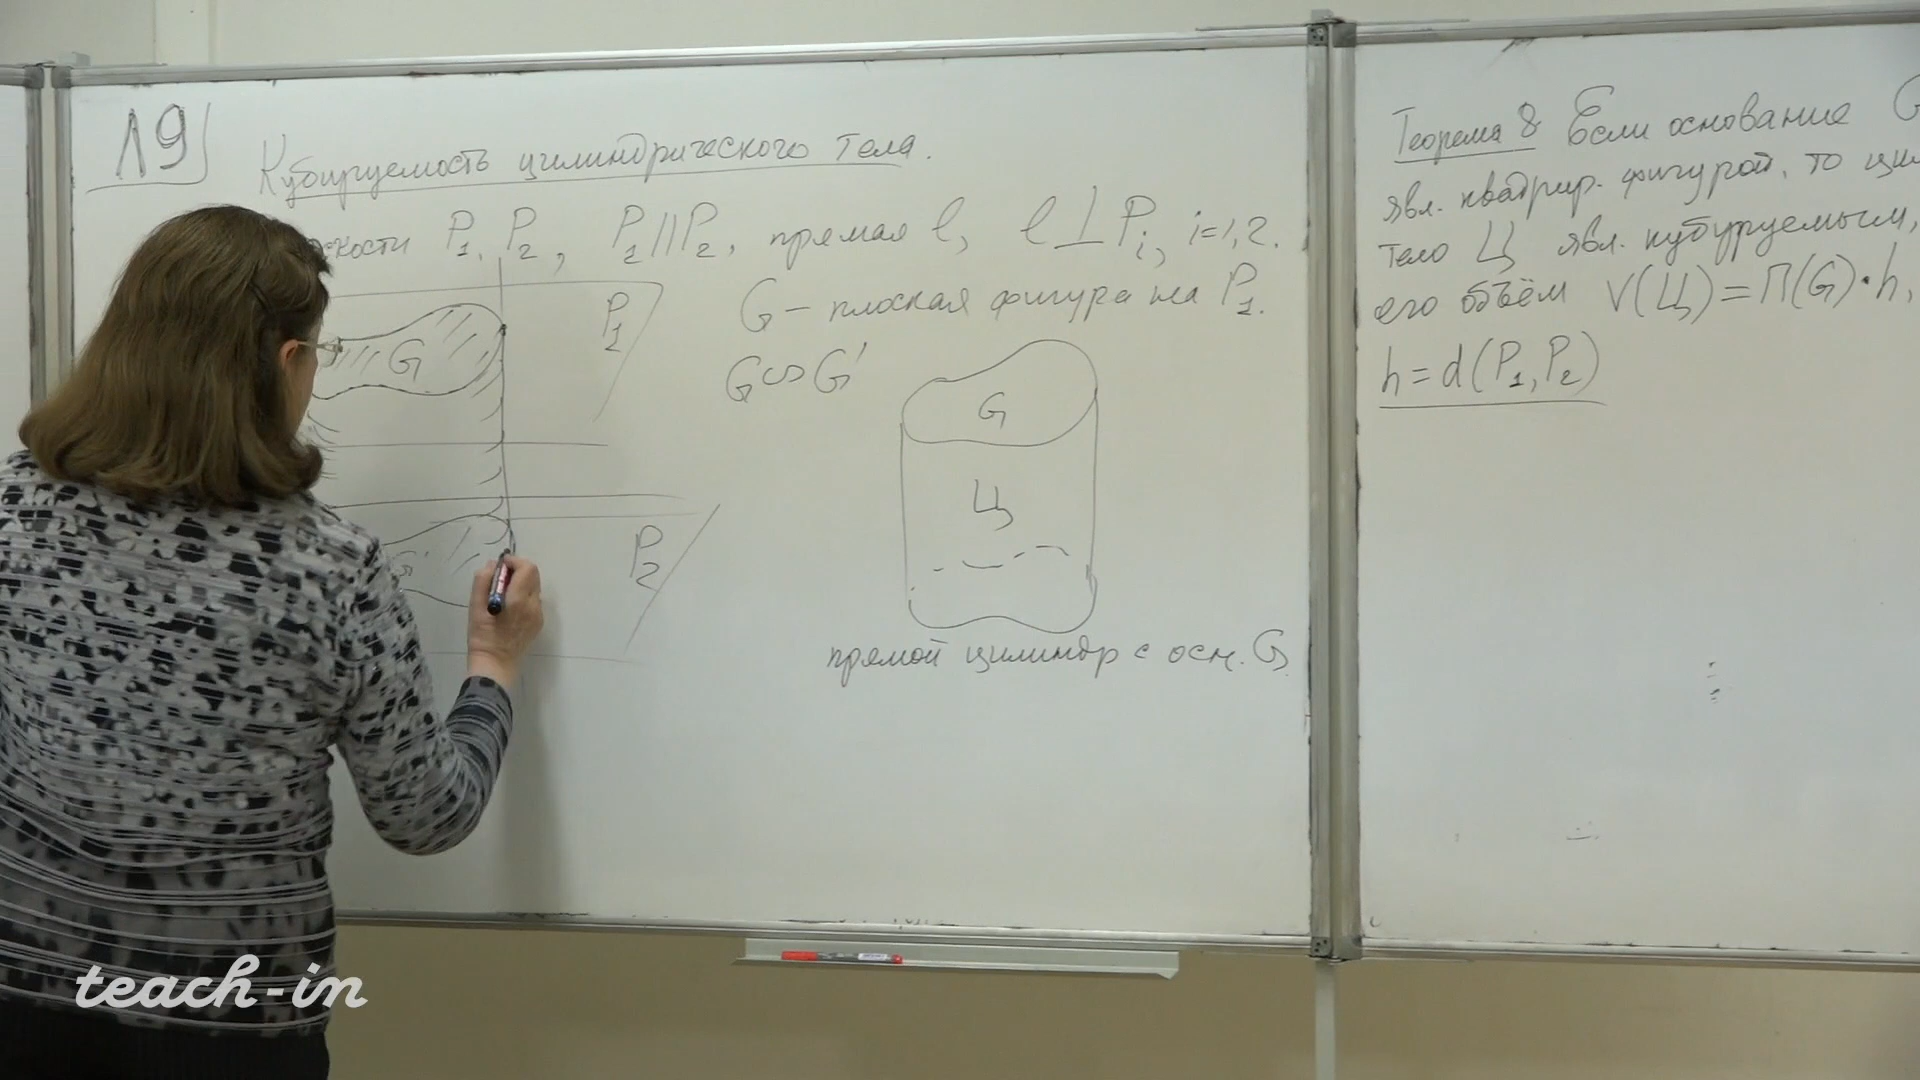 Л9
Кубируемость цилиндрического тела.
P₁, P₂, P₁∥P₂, прямая l, l⊥Pᵢ, i=1,2.
P₁
G
G – плоская фигура на P₁.
G∽G'
G
Ц
P₂
прямой цилиндр с осн. G
Теорема 8 Если основание G
явл. квадрир. фигурой, то
тело Ц явл. кубируемым,
его объём V(Ц)=П(G)·h,
h=d(P₁,P₂)
teach-in